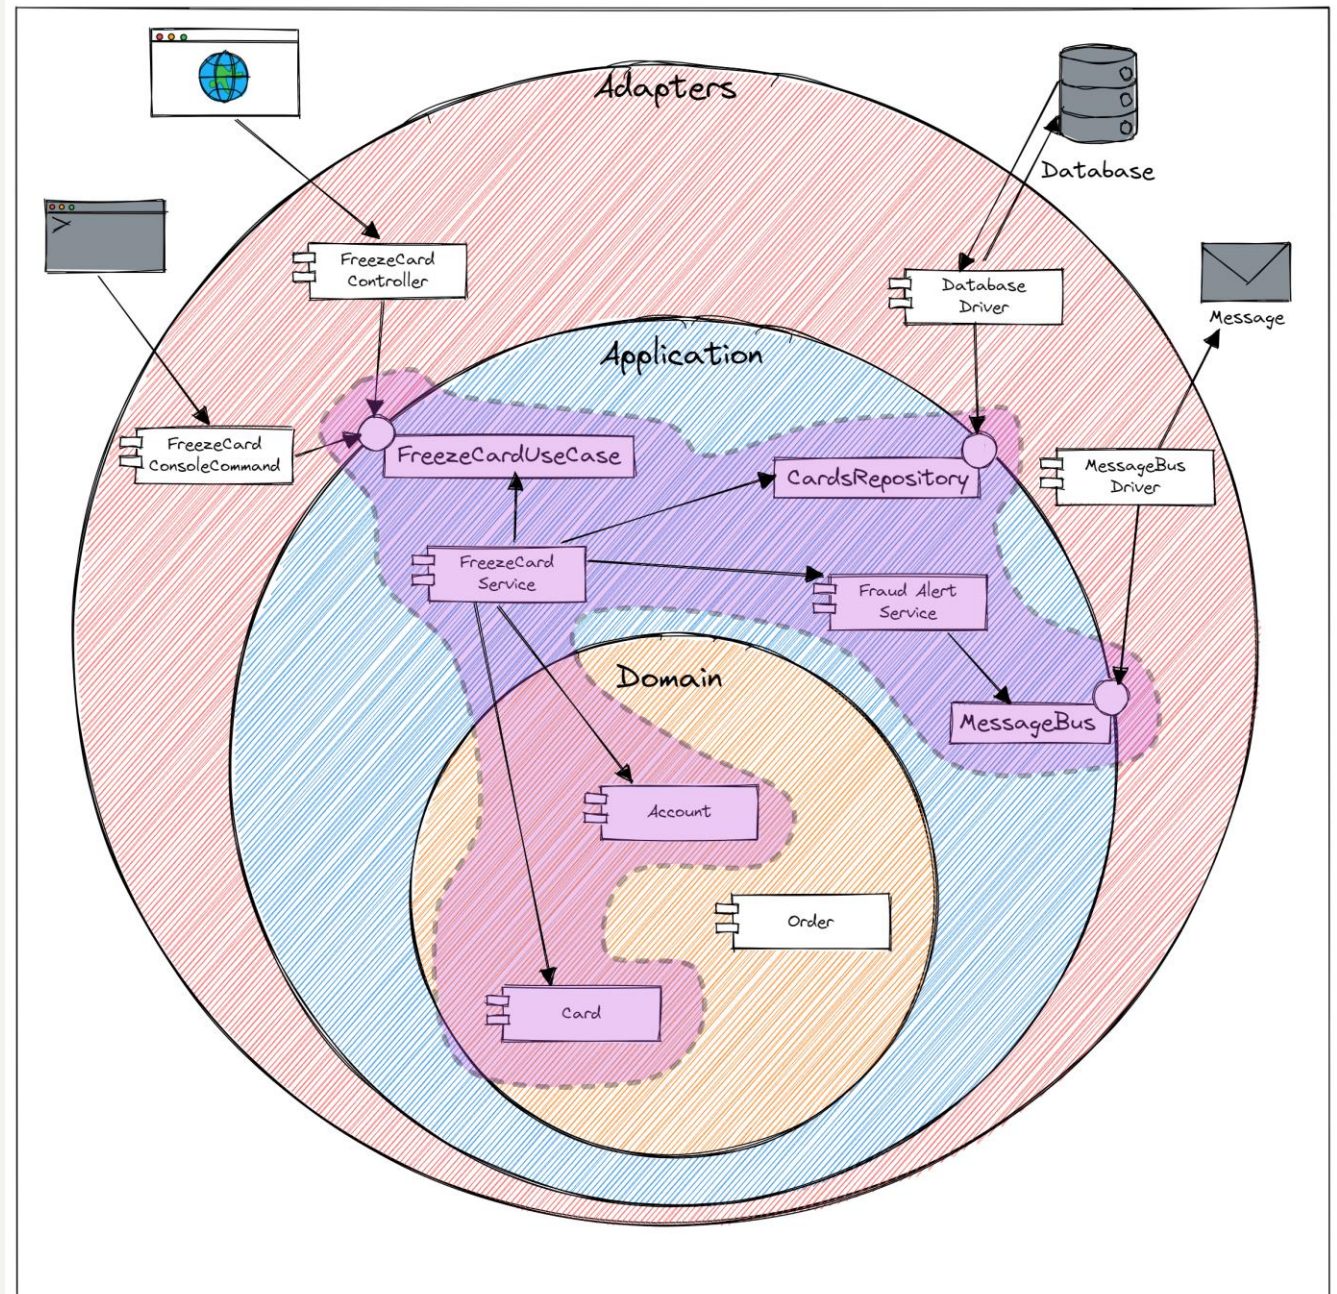 Adapters
Database
FreezeCard
Controller
Database
Driver
Message
Application
FreezeCard
ConsoleCommand
FreezeCardUseCase
CardsRepository
MessageBus
Driver
FreezeCard
Service
Fraud Alert
Service
Domain
MessageBus
Account
Order
Card